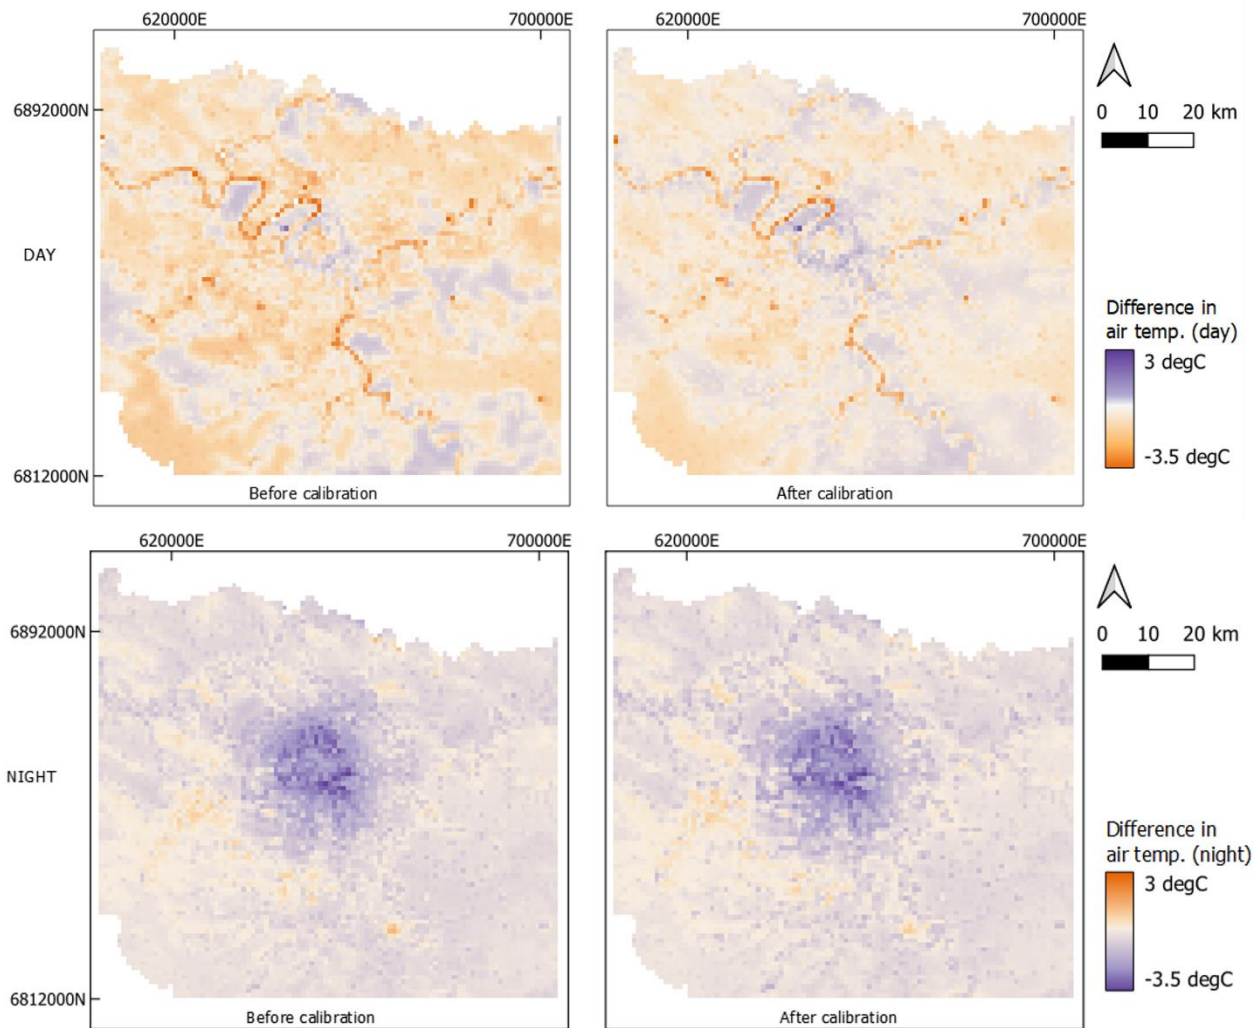 620000E 700000E 620000E 700000E
6892000N
0 10 20 km
DAY
Difference in
air temp. (day)
3 degC
-3.5 degC
6812000N
Before calibration After calibration
620000E 700000E 620000E 700000E
6892000N
0 10 20 km
NIGHT
Difference in
air temp. (night)
3 degC
-3.5 degC
6812000N
Before calibration After calibration